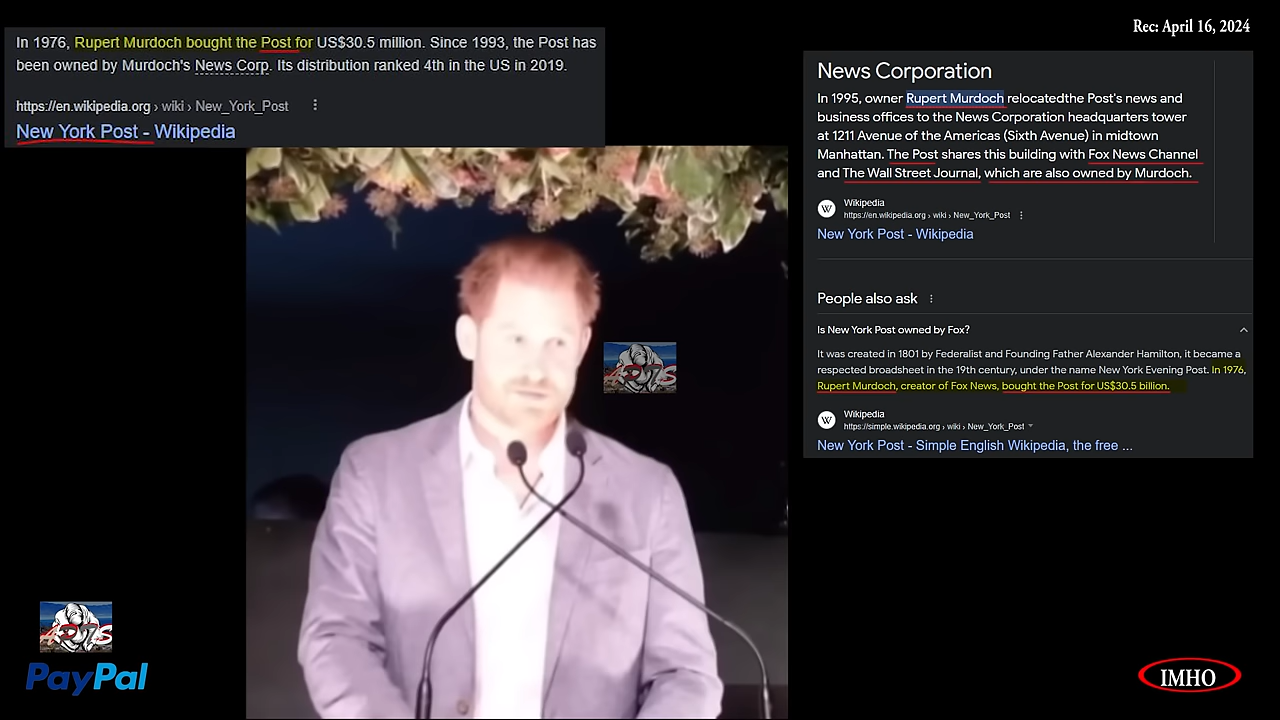 Rec: April 16, 2024
In 1976, Rupert Murdoch bought the Post for US$30.5 million. Since 1993, the Post has
been owned by Murdoch's News Corp. Its distribution ranked 4th in the US in 2019.
https://en.wikipedia.org › wiki › New_York_Post
New York Post - Wikipedia
News Corporation
In 1995, owner Rupert Murdoch relocatedthe Post's news and
business offices to the News Corporation headquarters tower
at 1211 Avenue of the Americas (Sixth Avenue) in midtown
Manhattan. The Post shares this building with Fox News Channel
and The Wall Street Journal, which are also owned by Murdoch.
Wikipedia
https://en.wikipedia.org › wiki › New_York_Post
New York Post - Wikipedia
People also ask
Is New York Post owned by Fox?
It was created in 1801 by Federalist and Founding Father Alexander Hamilton, it became a
respected broadsheet in the 19th century, under the name New York Evening Post. In 1976,
Rupert Murdoch, creator of Fox News, bought the Post for US$30.5 billion.
Wikipedia
https://simple.wikipedia.org › wiki › New_York_Post
New York Post - Simple English Wikipedia, the free ...
PayPal
IMHO